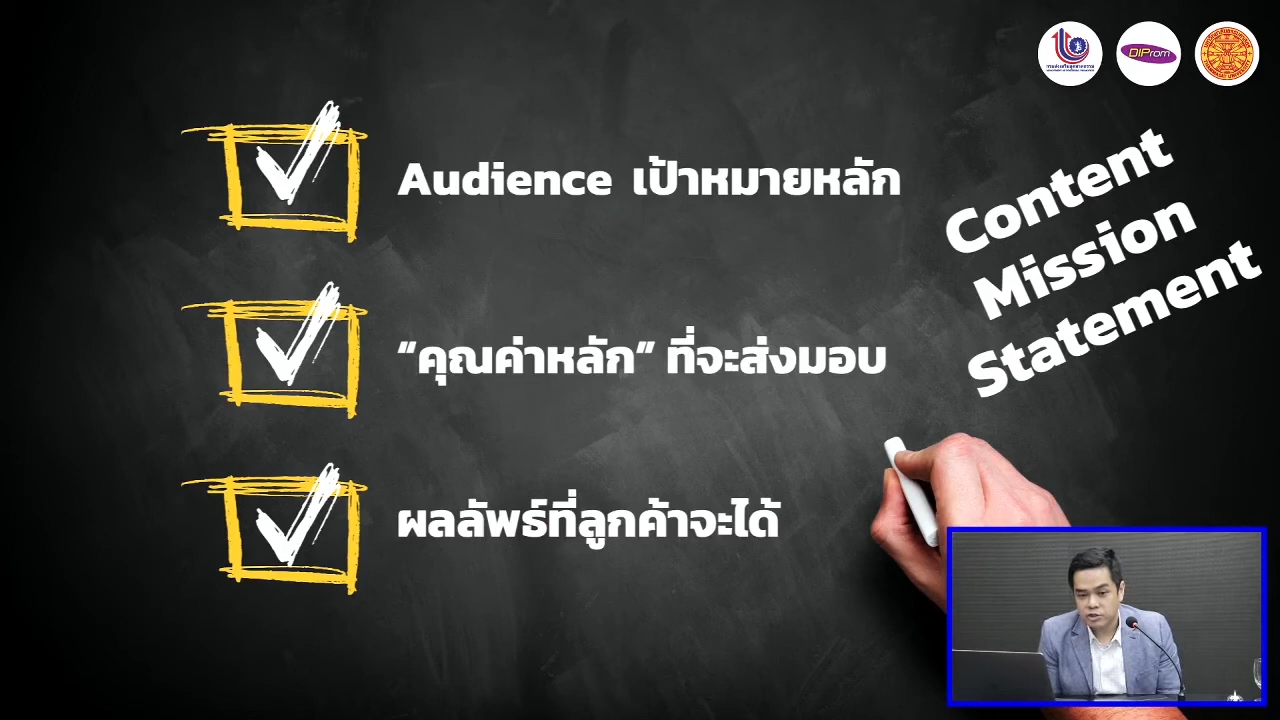 DIProm
Audience เป้าหมายหลัก
“คุณค่าหลัก” ที่จะส่งมอบ
ผลลัพธ์ที่ลูกค้าจะได้
Content
Mission
Statement